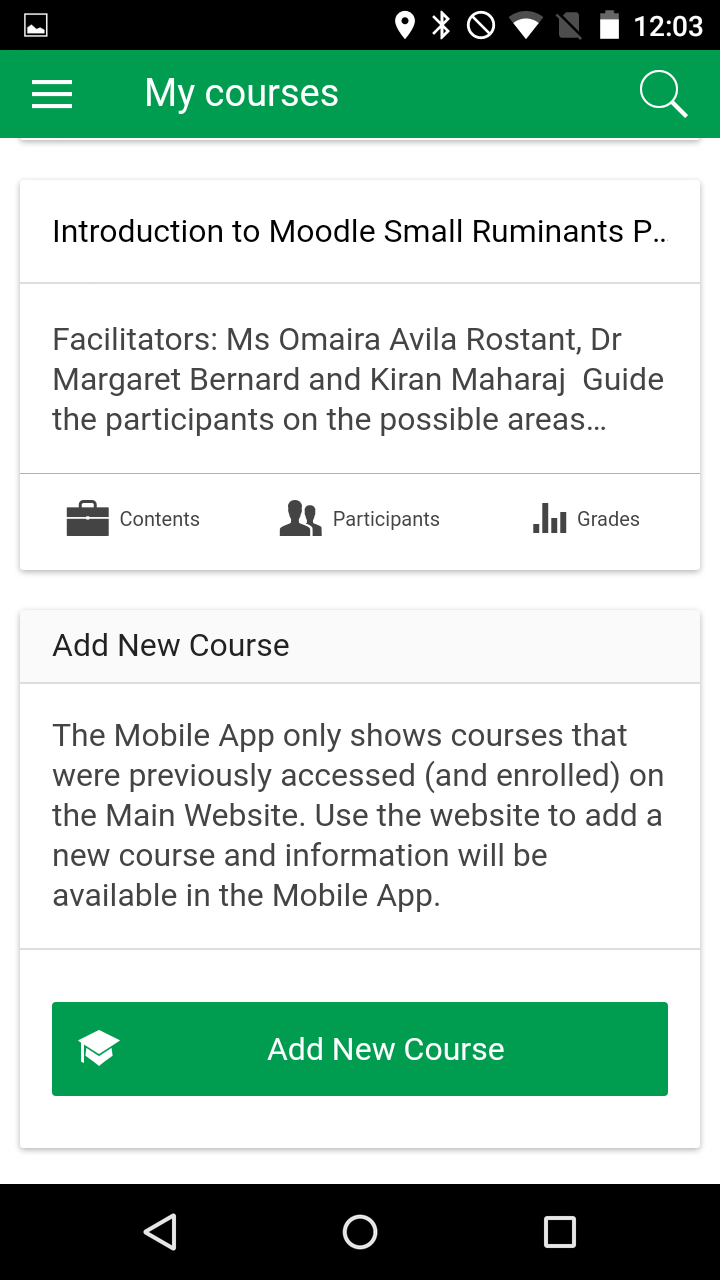 12:03
My courses
Introduction to Moodle Small Ruminants P...
Facilitators: Ms Omaira Avila Rostant, Dr
Margaret Bernard and Kiran Maharaj  Guide
the participants on the possible areas...
Contents Participants Grades
Add New Course
The Mobile App only shows courses that
were previously accessed (and enrolled) on
the Main Website. Use the website to add a
new course and information will be
available in the Mobile App.
Add New Course